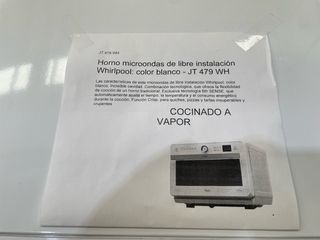 JT 479 WH
Horno microondas de libre instalación
Whirlpool: color blanco - JT 479 WH
Las características de este microondas de libre instalación Whirlpool: color
blanco. Increíble cavidad. Combinación tecnológica, que ofrece la flexibilidad
de cocción de un horno tradicional. Exclusiva tecnología 6th SENSE, que
automáticamente ajusta el tiempo, la temperatura y el consumo energético
durante la cocción. Función Crisp, para quiches, pizzas y tartas insuperables y
crujientes
COCINADO A
VAPOR